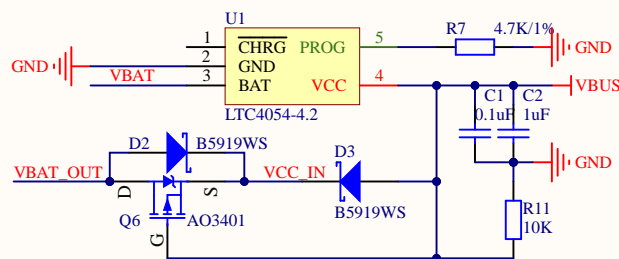 U1
1 CHRG PROG 5 R7 4.7K/1%
GND 2 GND GND
VBAT 3 BAT VCC 4 VBUS
LTC4054-4.2 C1 C2
0.1uF 1uF
D2 B5919WS D3 GND
VBAT_OUT D S VCC_IN
B5919WS R11
Q6 AO3401 10K
G